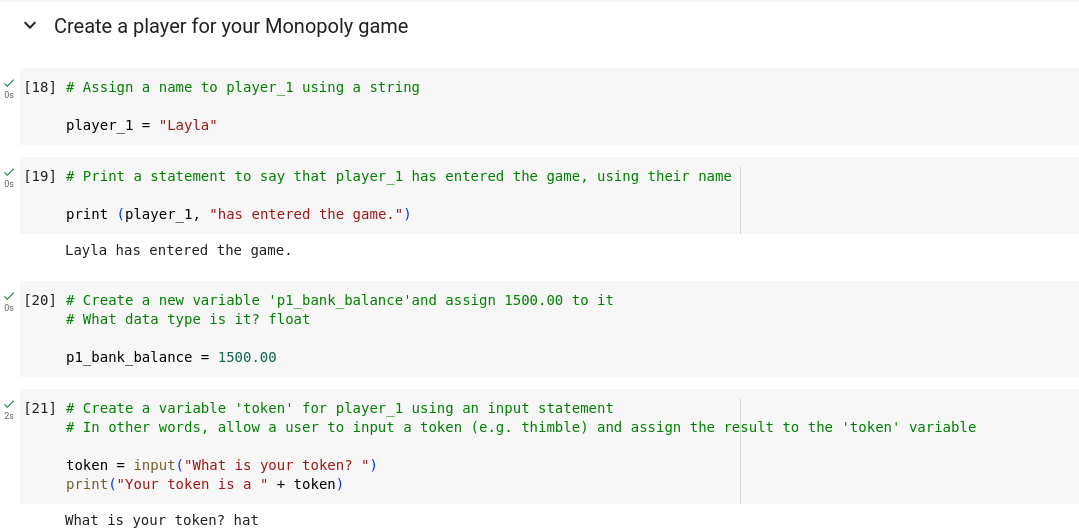 Create a player for your Monopoly game
0s
[18] # Assign a name to player_1 using a string
player_1 = "Layla"
0s
[19] # Print a statement to say that player_1 has entered the game, using their name
print (player_1, "has entered the game.")
Layla has entered the game.
0s
[20] # Create a new variable 'p1_bank_balance'and assign 1500.00 to it
# What data type is it? float
p1_bank_balance = 1500.00
2s
[21] # Create a variable 'token' for player_1 using an input statement
# In other words, allow a user to input a token (e.g. thimble) and assign the result to the 'token' variable
token = input("What is your token? ")
print("Your token is a " + token)
What is your token? hat